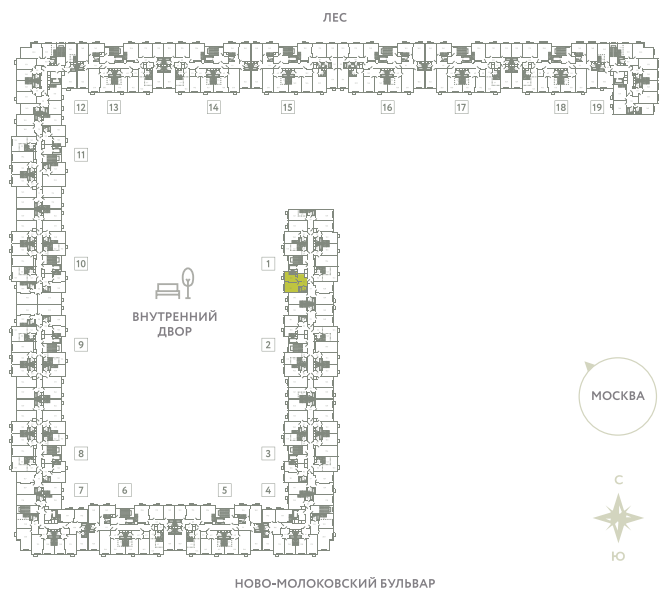 ЛЕС
12 13 14 15 16 17 18 19
11
10 1
ВНУТРЕННИЙ
ДВОР
9 2
МОСКВА
8 3
7 6 5 4
С
Ю
НОВО-МОЛОКОВСКИЙ БУЛЬВАР